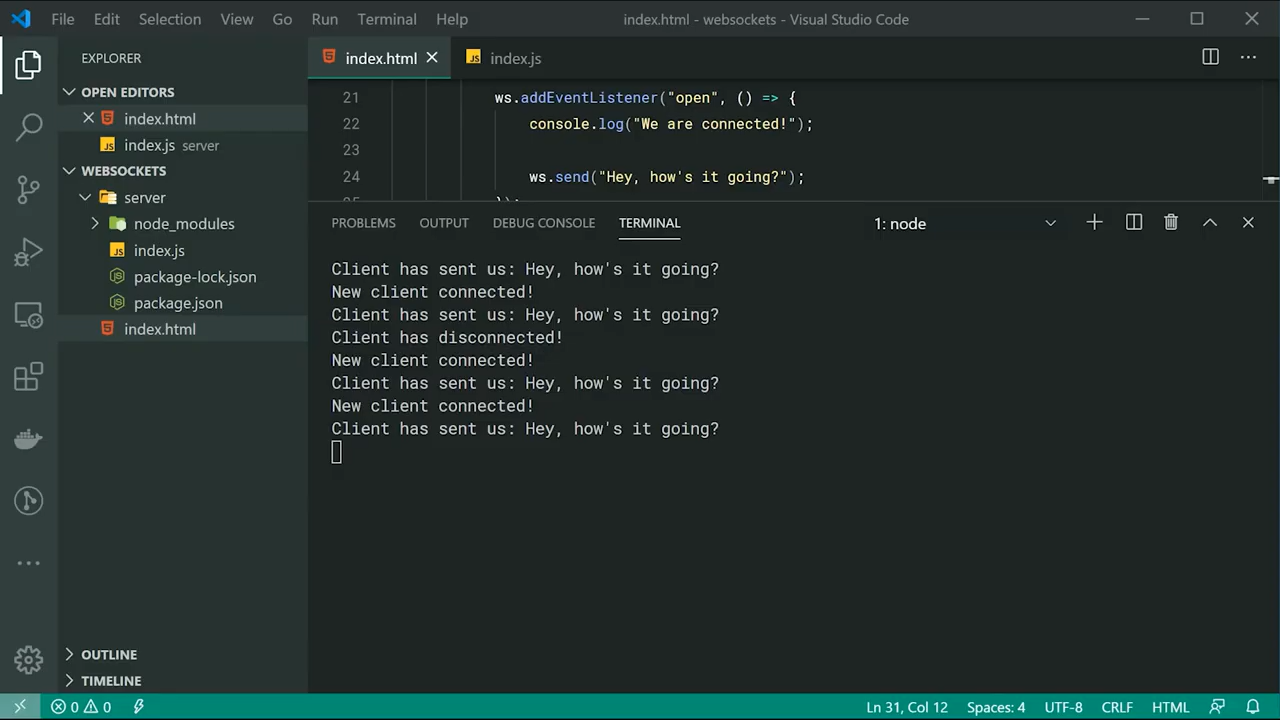 File Edit Selection View Go Run Terminal Help index.html - websockets - Visual Studio Code
EXPLORER
OPEN EDITORS
index.html
JS index.js server
WEBSOCKETS
server
node_modules
JS index.js
package-lock.json
package.json
index.html
OUTLINE
TIMELINE
index.html JS index.js
21 ws.addEventListener("open", () => {
22 console.log("We are connected!");
23
24 ws.send("Hey, how's it going?");
25 });
PROBLEMS OUTPUT DEBUG CONSOLE TERMINAL 1: node
Client has sent us: Hey, how's it going?
New client connected!
Client has sent us: Hey, how's it going?
Client has disconnected!
New client connected!
Client has sent us: Hey, how's it going?
New client connected!
Client has sent us: Hey, how's it going?
0 0 Ln 31, Col 12 Spaces: 4 UTF-8 CRLF HTML